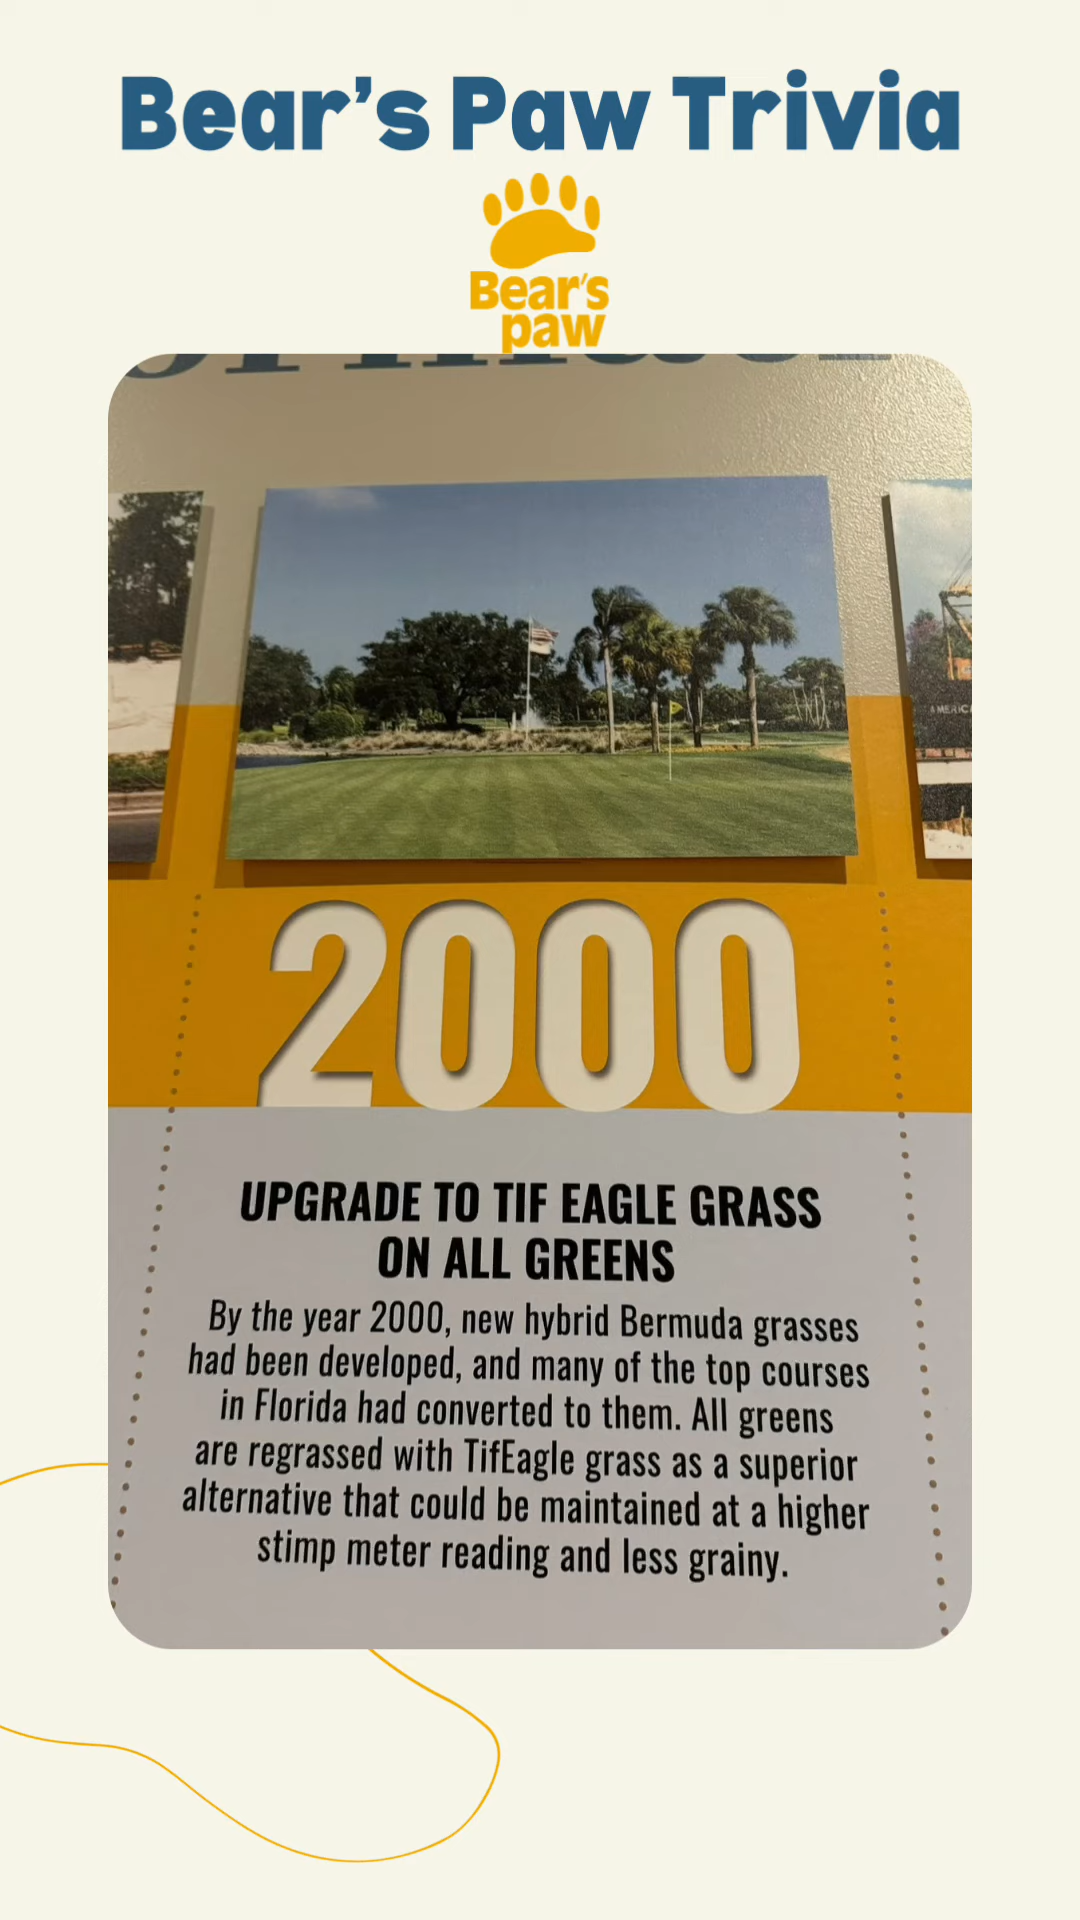 Bear's Paw Trivia
Bear's
paw
2000
UPGRADE TO TIF EAGLE GRASS
ON ALL GREENS
By the year 2000, new hybrid Bermuda grasses
had been developed, and many of the top courses
in Florida had converted to them. All greens
are regrassed with TifEagle grass as a superior
alternative that could be maintained at a higher
stimp meter reading and less grainy.